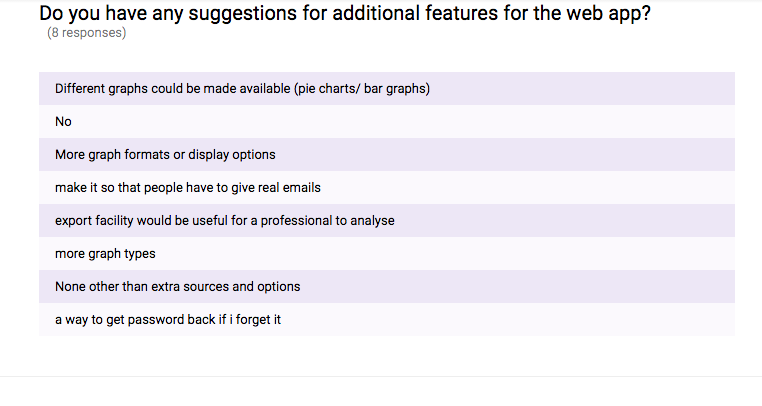 Do you have any suggestions for additional features for the web app?
(8 responses)
Different graphs could be made available (pie charts/ bar graphs)
No
More graph formats or display options
make it so that people have to give real emails
export facility would be useful for a professional to analyse
more graph types
None other than extra sources and options
a way to get password back if i forget it